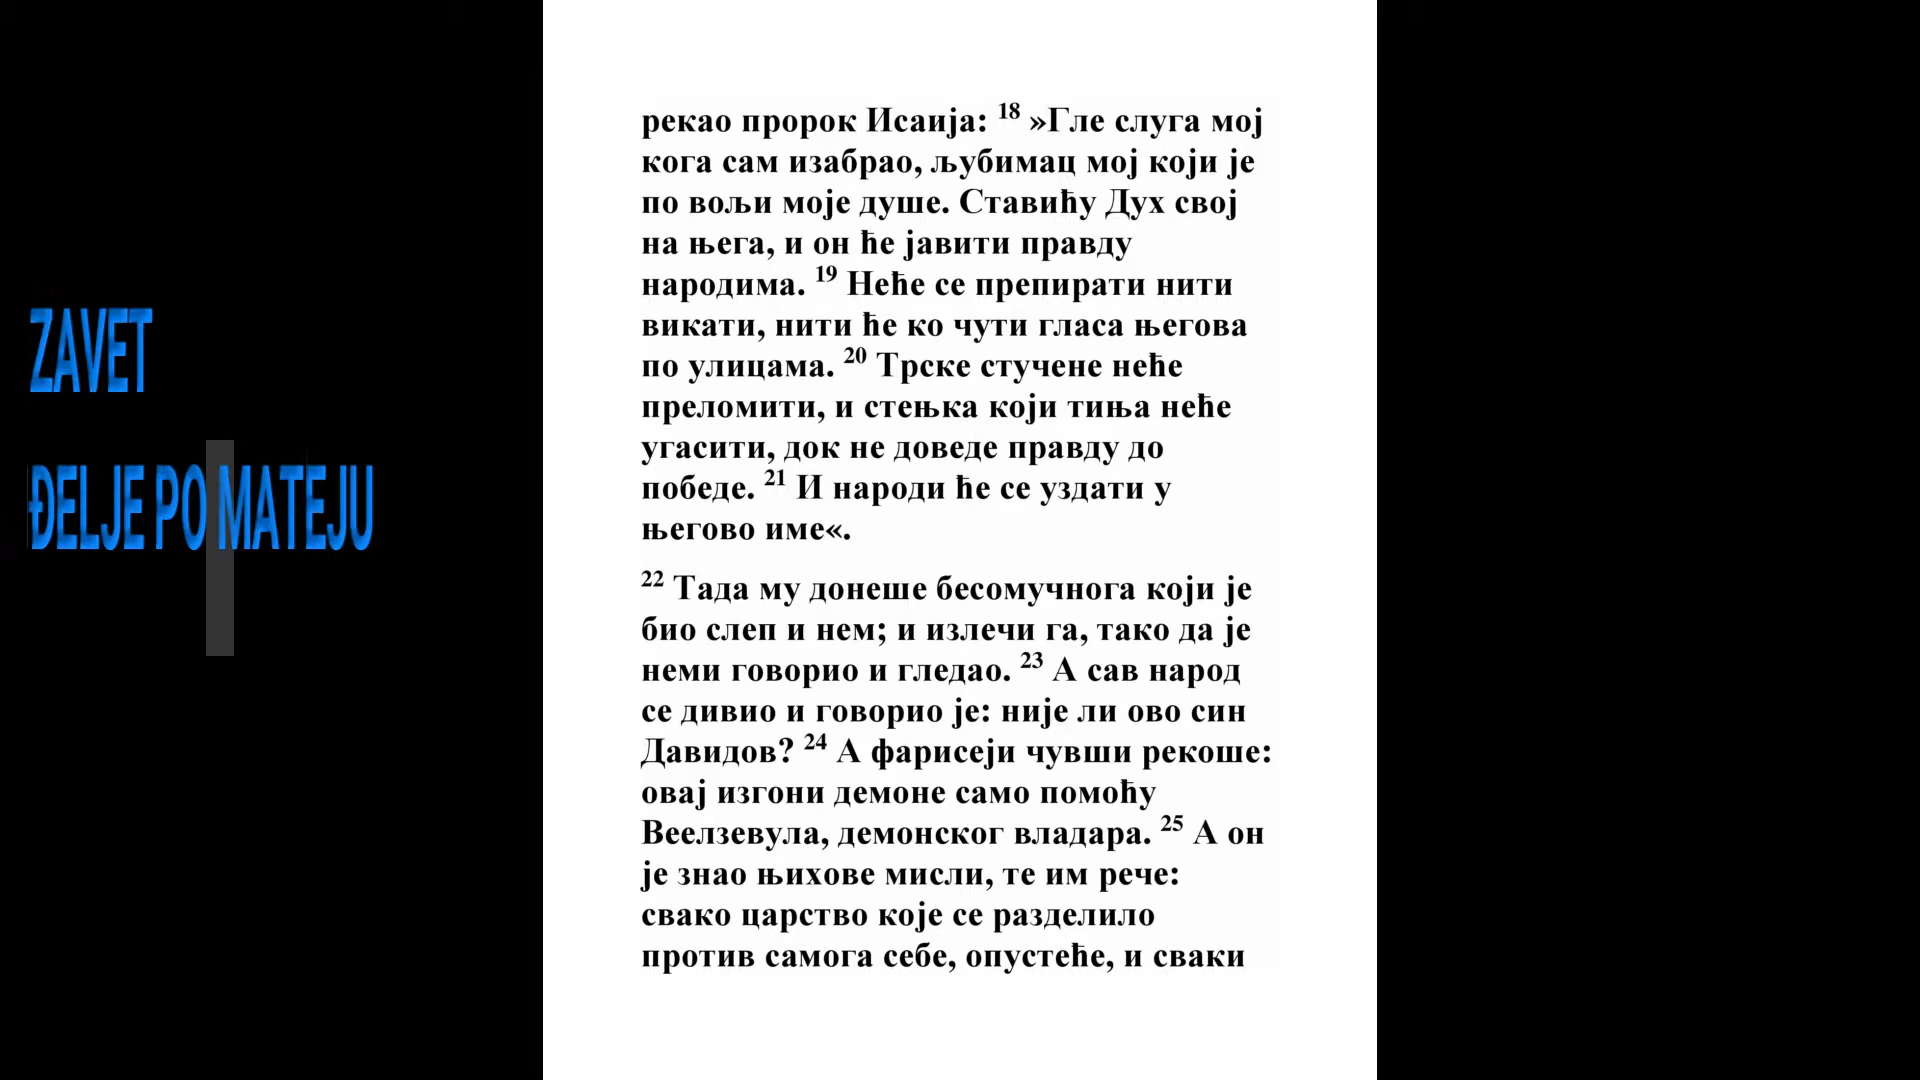 ZAVET
ĐELJE PO MATEJU
рекао пророк Исаија: 18 »Гле слуга мој
кога сам изабрао, љубимац мој који је
по вољи моје душе. Ставићу Дух свој
на њега, и он ће јавити правду
народима. 19 Неће се препирати нити
викати, нити ће ко чути гласа његова
по улицама. 20 Трске стучене неће
преломити, и стењка који тиња неће
угасити, док не доведе правду до
победе. 21 И народи ће се уздати у
његово име«.
22 Тада му донеше бесомучнога који је
био слеп и нем; и излечи га, тако да је
неми говорио и гледао. 23 А сав народ
се дивио и говорио је: није ли ово син
Давидов? 24 А фарисеји чувши рекоше:
овај изгони демоне само помоћу
Веелзевула, демонског владара. 25 А он
је знао њихове мисли, те им рече:
свако царство које се разделило
против самога себе, опустеће, и сваки